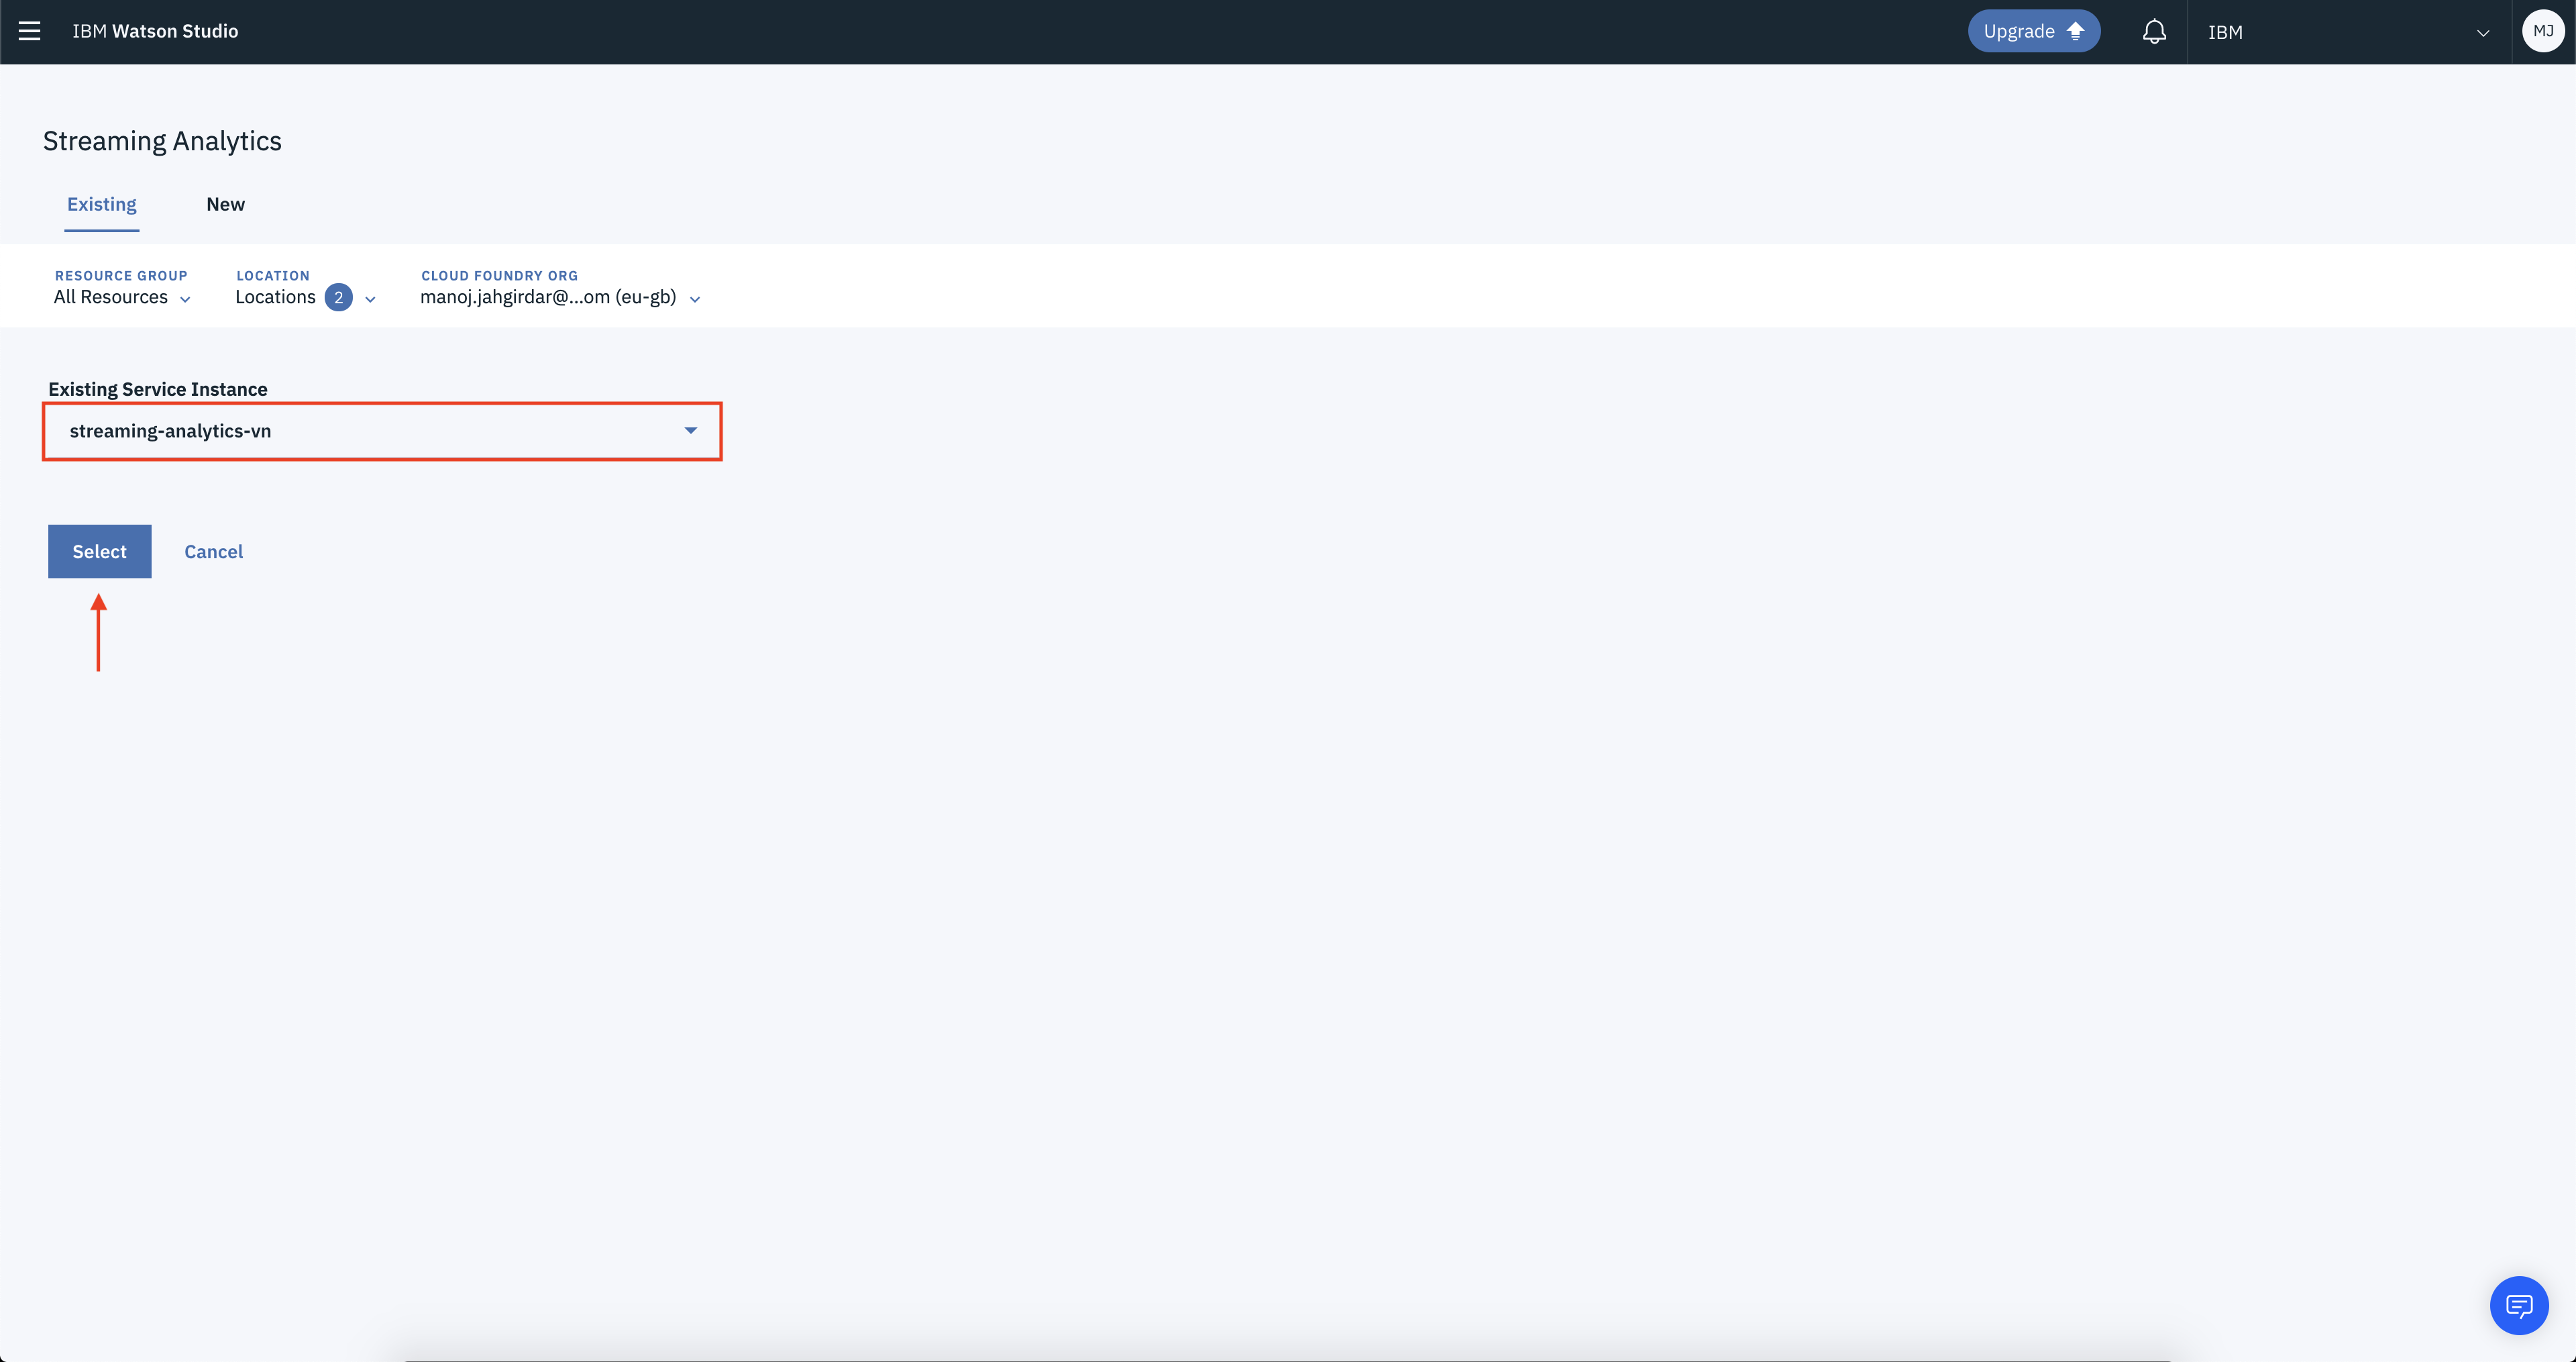 IBM Watson Studio
Upgrade
IBM
MJ
Streaming Analytics
Existing
New
RESOURCE GROUP
LOCATION
CLOUD FOUNDRY ORG
All Resources
Locations 2
manoj.jahgirdar@...om (eu-gb)
Existing Service Instance
streaming-analytics-vn
Select
Cancel